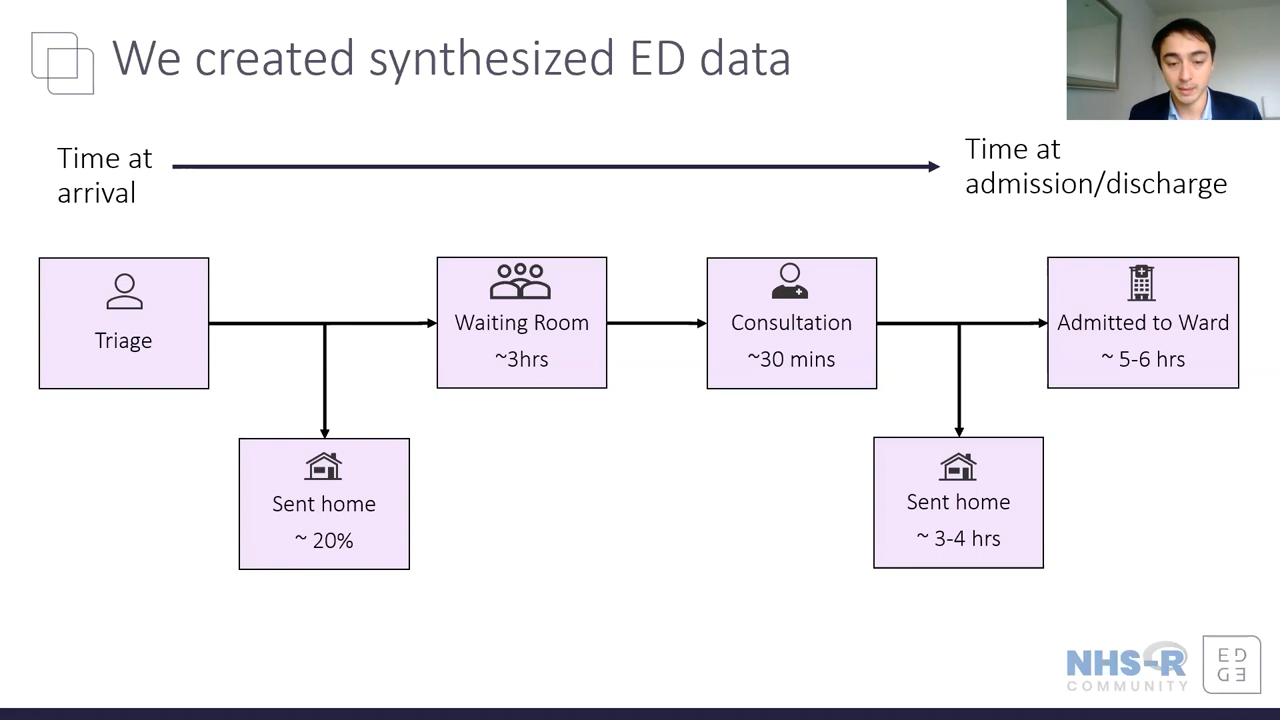 We created synthesized ED data
Time at
arrival
Time at
admission/discharge
Triage
Waiting Room
~3hrs
Consultation
~30 mins
Admitted to Ward
~ 5-6 hrs
Sent home
~ 20%
Sent home
~ 3-4 hrs
NHS-R
COMMUNITY
ED
GE